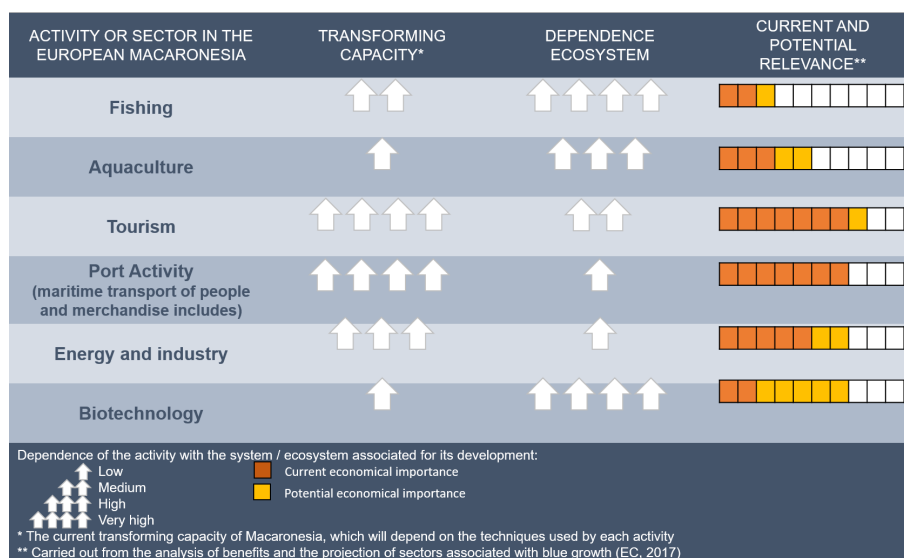 ACTIVITY OR SECTOR IN THE
EUROPEAN MACARONESIA
TRANSFORMING
CAPACITY*
DEPENDENCE
ECOSYSTEM
CURRENT AND
POTENTIAL
RELEVANCE**
Fishing
Aquaculture
Tourism
Port Activity
(maritime transport of people
and merchandise includes)
Energy and industry
Biotechnology
Dependence of the activity with the system / ecosystem associated for its development:
Low
Medium
High
Very high
Current economical importance
Potential economical importance
* The current transforming capacity of Macaronesia, which will depend on the techniques used by each activity
** Carried out from the analysis of benefits and the projection of sectors associated with blue growth (EC, 2017)